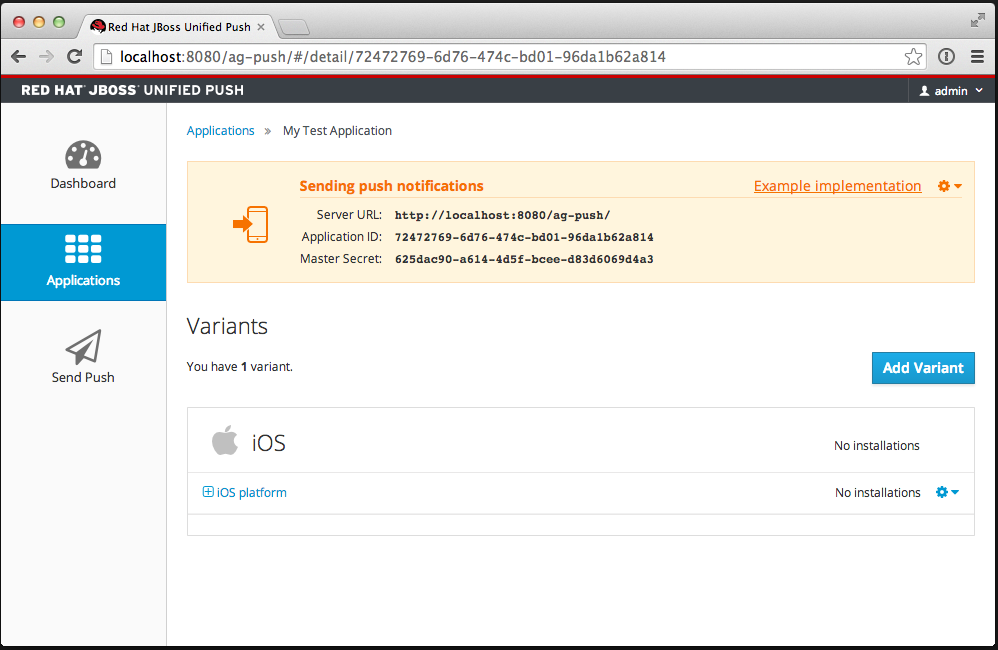 Red Hat JBoss Unified Push
localhost:8080/ag-push/#/detail/72472769-6d76-474c-bd01-96da1b62a814
RED HAT JBOSS UNIFIED PUSH
admin
Dashboard
Applications
Send Push
Applications » My Test Application
Sending push notifications
Example implementation
Server URL: http://localhost:8080/ag-push/
Application ID: 72472769-6d76-474c-bd01-96da1b62a814
Master Secret: 625dac90-a614-4d5f-bcee-d83d6069d4a3
Variants
You have 1 variant.
Add Variant
iOS
No installations
iOS platform
No installations